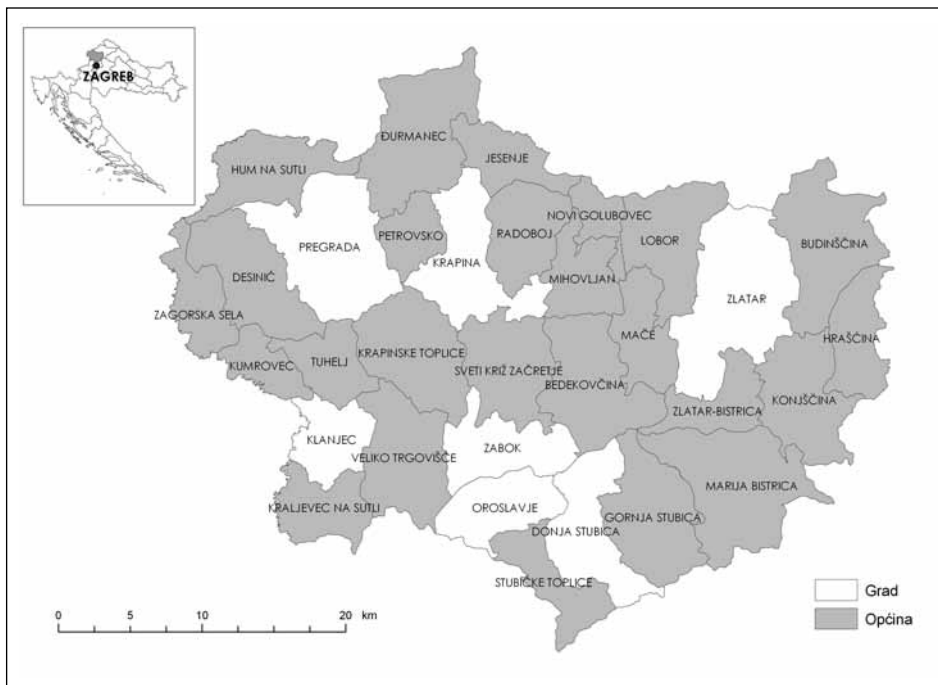 ZAGREB
ĐURMANEC
JESENJE
HUM NA SUTLI
NOVI GOLUBOVEC
PETROVSKO
RADOBOJ
LOBOR
BUDINŠČINA
PREGRADA
KRAPINA
DESINIĆ
MIHOVLJAN
ZLATAR
ZAGORSKA SELA
MAČE
HRAŠĆINA
KUMROVEC
TUHELJ
KRAPINSKE TOPLICE
SVETI KRIŽ ZAČRETJE
BEDEKOVČINA
ZLATAR-BISTRICA
KONJŠĆINA
KLANJEC
VELIKO TRGOVIŠĆE
ZABOK
MARIJA BISTRICA
KRALJEVEC NA SUTLI
OROSLAVJE
GORNJA STUBICA
DONJA STUBICA
STUBIČKE TOPLICE
Grad
Općina
0 5 10 20 km